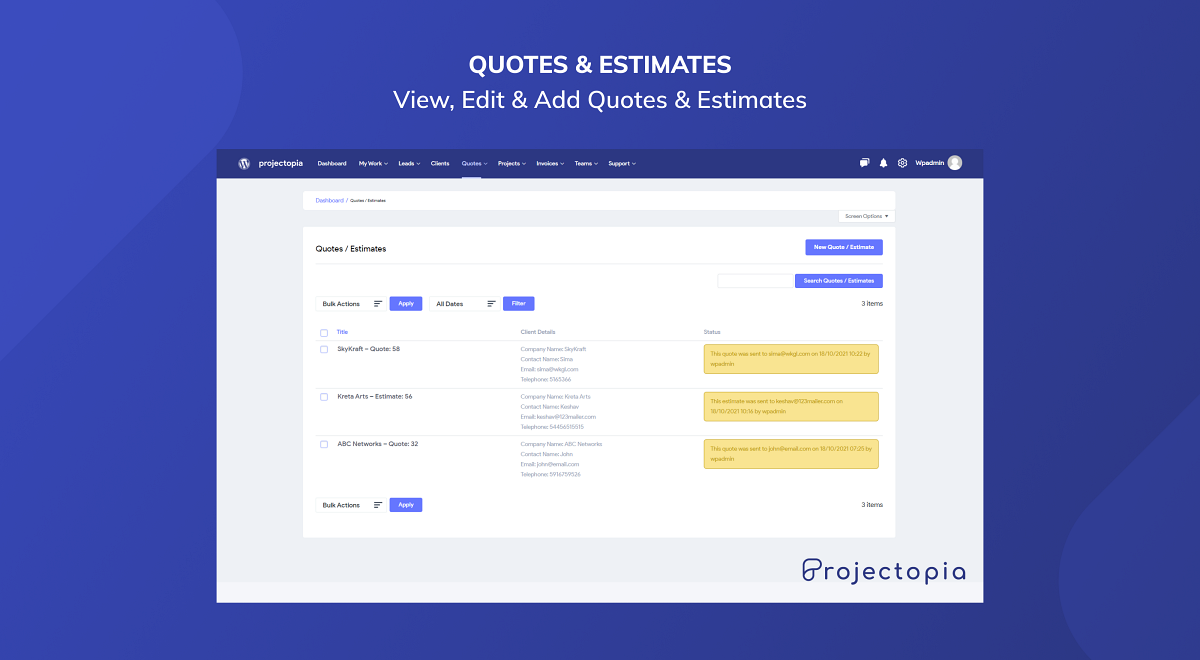 QUOTES & ESTIMATES
View, Edit & Add Quotes & Estimates
projectopia Dashboard My Work Leads Clients Quotes Projects Invoices Teams Support Wpadmin
Dashboard / Quotes / Estimates
Screen Options
Quotes / Estimates New Quote / Estimate
Search Quotes / Estimates
Bulk Actions Apply All Dates Filter 3 items
Title Client Details Status
SkyKraft – Quote: 58
Company Name: SkyKraft
Contact Name: Sima
Email: sima@wkgl.com
Telephone: 5165366
This quote was sent to sima@wkgl.com on 18/10/2021 10:22 by
wpadmin
Kreta Arts – Estimate: 56
Company Name: Kreta Arts
Contact Name: Keshav
Email: keshav@123mailer.com
Telephone: 54456515515
This estimate was sent to keshav@123mailer.com on
18/10/2021 10:16 by wpadmin
ABC Networks – Quote: 32
Company Name: ABC Networks
Contact Name: John
Email: john@email.com
Telephone: 5916759526
This quote was sent to john@email.com on 18/10/2021 07:25 by
wpadmin
Bulk Actions Apply 3 items
Projectopia